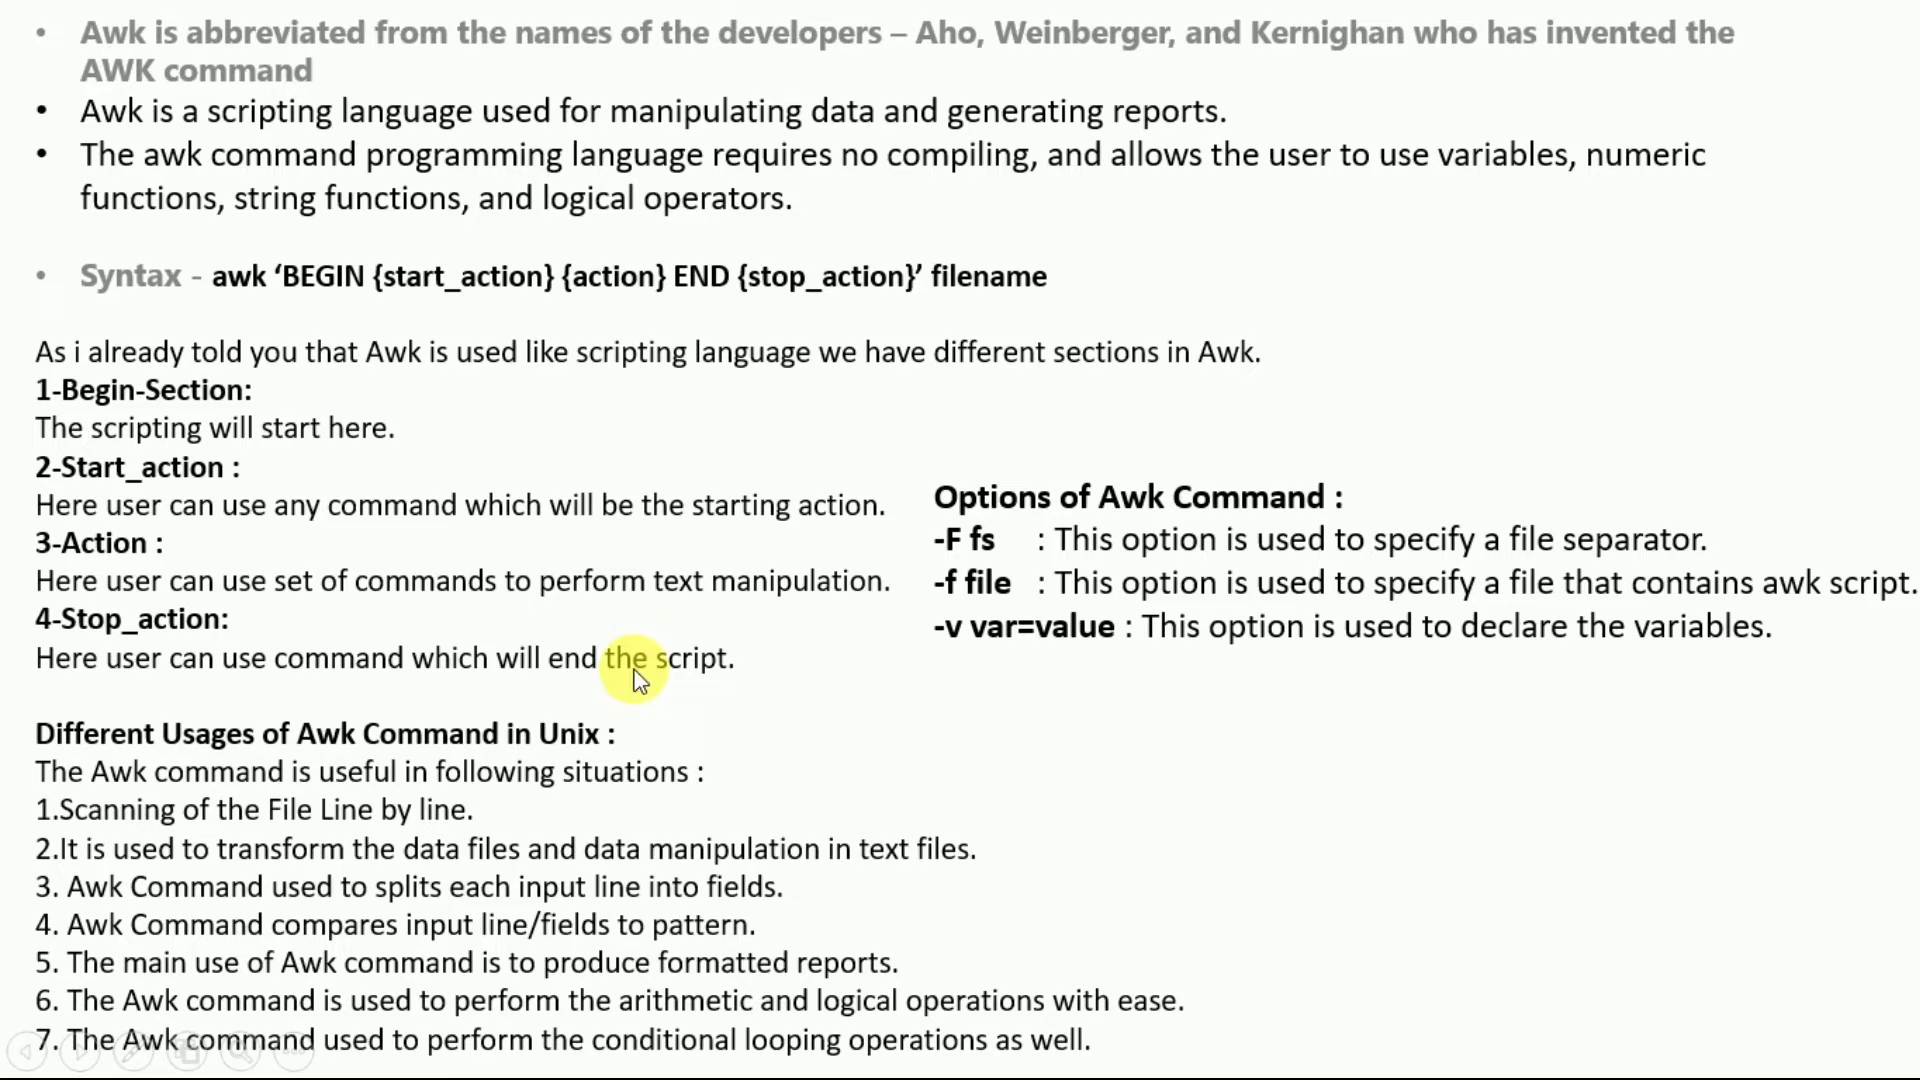 • Awk is abbreviated from the names of the developers – Aho, Weinberger, and Kernighan who has invented the
AWK command
• Awk is a scripting language used for manipulating data and generating reports.
• The awk command programming language requires no compiling, and allows the user to use variables, numeric
functions, string functions, and logical operators.
• Syntax - awk ‘BEGIN {start_action} {action} END {stop_action}’ filename
As i already told you that Awk is used like scripting language we have different sections in Awk.
1-Begin-Section:
The scripting will start here.
2-Start_action :
Here user can use any command which will be the starting action.
3-Action :
Here user can use set of commands to perform text manipulation.
4-Stop_action:
Here user can use command which will end the script.
Options of Awk Command :
-F fs : This option is used to specify a file separator.
-f file : This option is used to specify a file that contains awk script.
-v var=value : This option is used to declare the variables.
Different Usages of Awk Command in Unix :
The Awk command is useful in following situations :
1.Scanning of the File Line by line.
2.It is used to transform the data files and data manipulation in text files.
3. Awk Command used to splits each input line into fields.
4. Awk Command compares input line/fields to pattern.
5. The main use of Awk command is to produce formatted reports.
6. The Awk command is used to perform the arithmetic and logical operations with ease.
7. The Awk command used to perform the conditional looping operations as well.